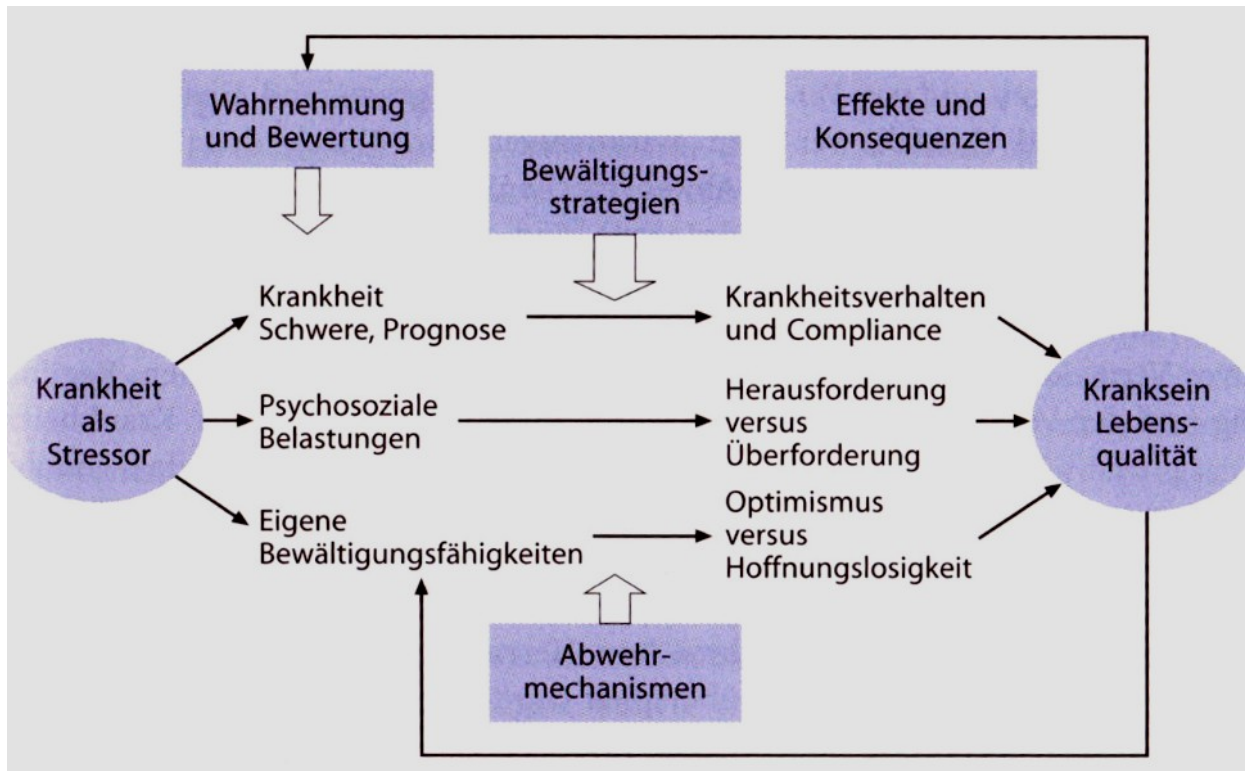 Wahrnehmung
und Bewertung
Effekte und
Konsequenzen
Bewältigungs-
strategien
Krankheit
Schwere, Prognose
Krankheitsverhalten
und Compliance
Krankheit
als
Stressor
Psychosoziale
Belastungen
Herausforderung
versus
Überforderung
Kranksein
Lebens-
qualität
Eigene
Bewältigungsfähigkeiten
Optimismus
versus
Hoffnungslosigkeit
Abwehr-
mechanismen